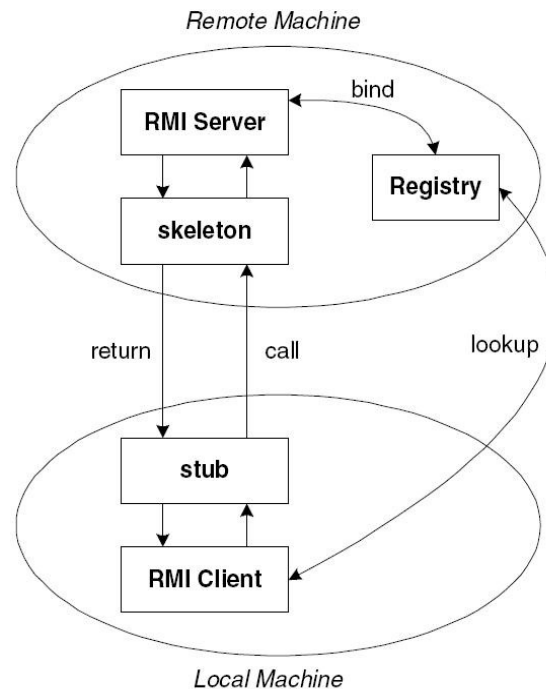 Remote Machine
bind
RMI Server
Registry
skeleton
return
call
lookup
stub
RMI Client
Local Machine